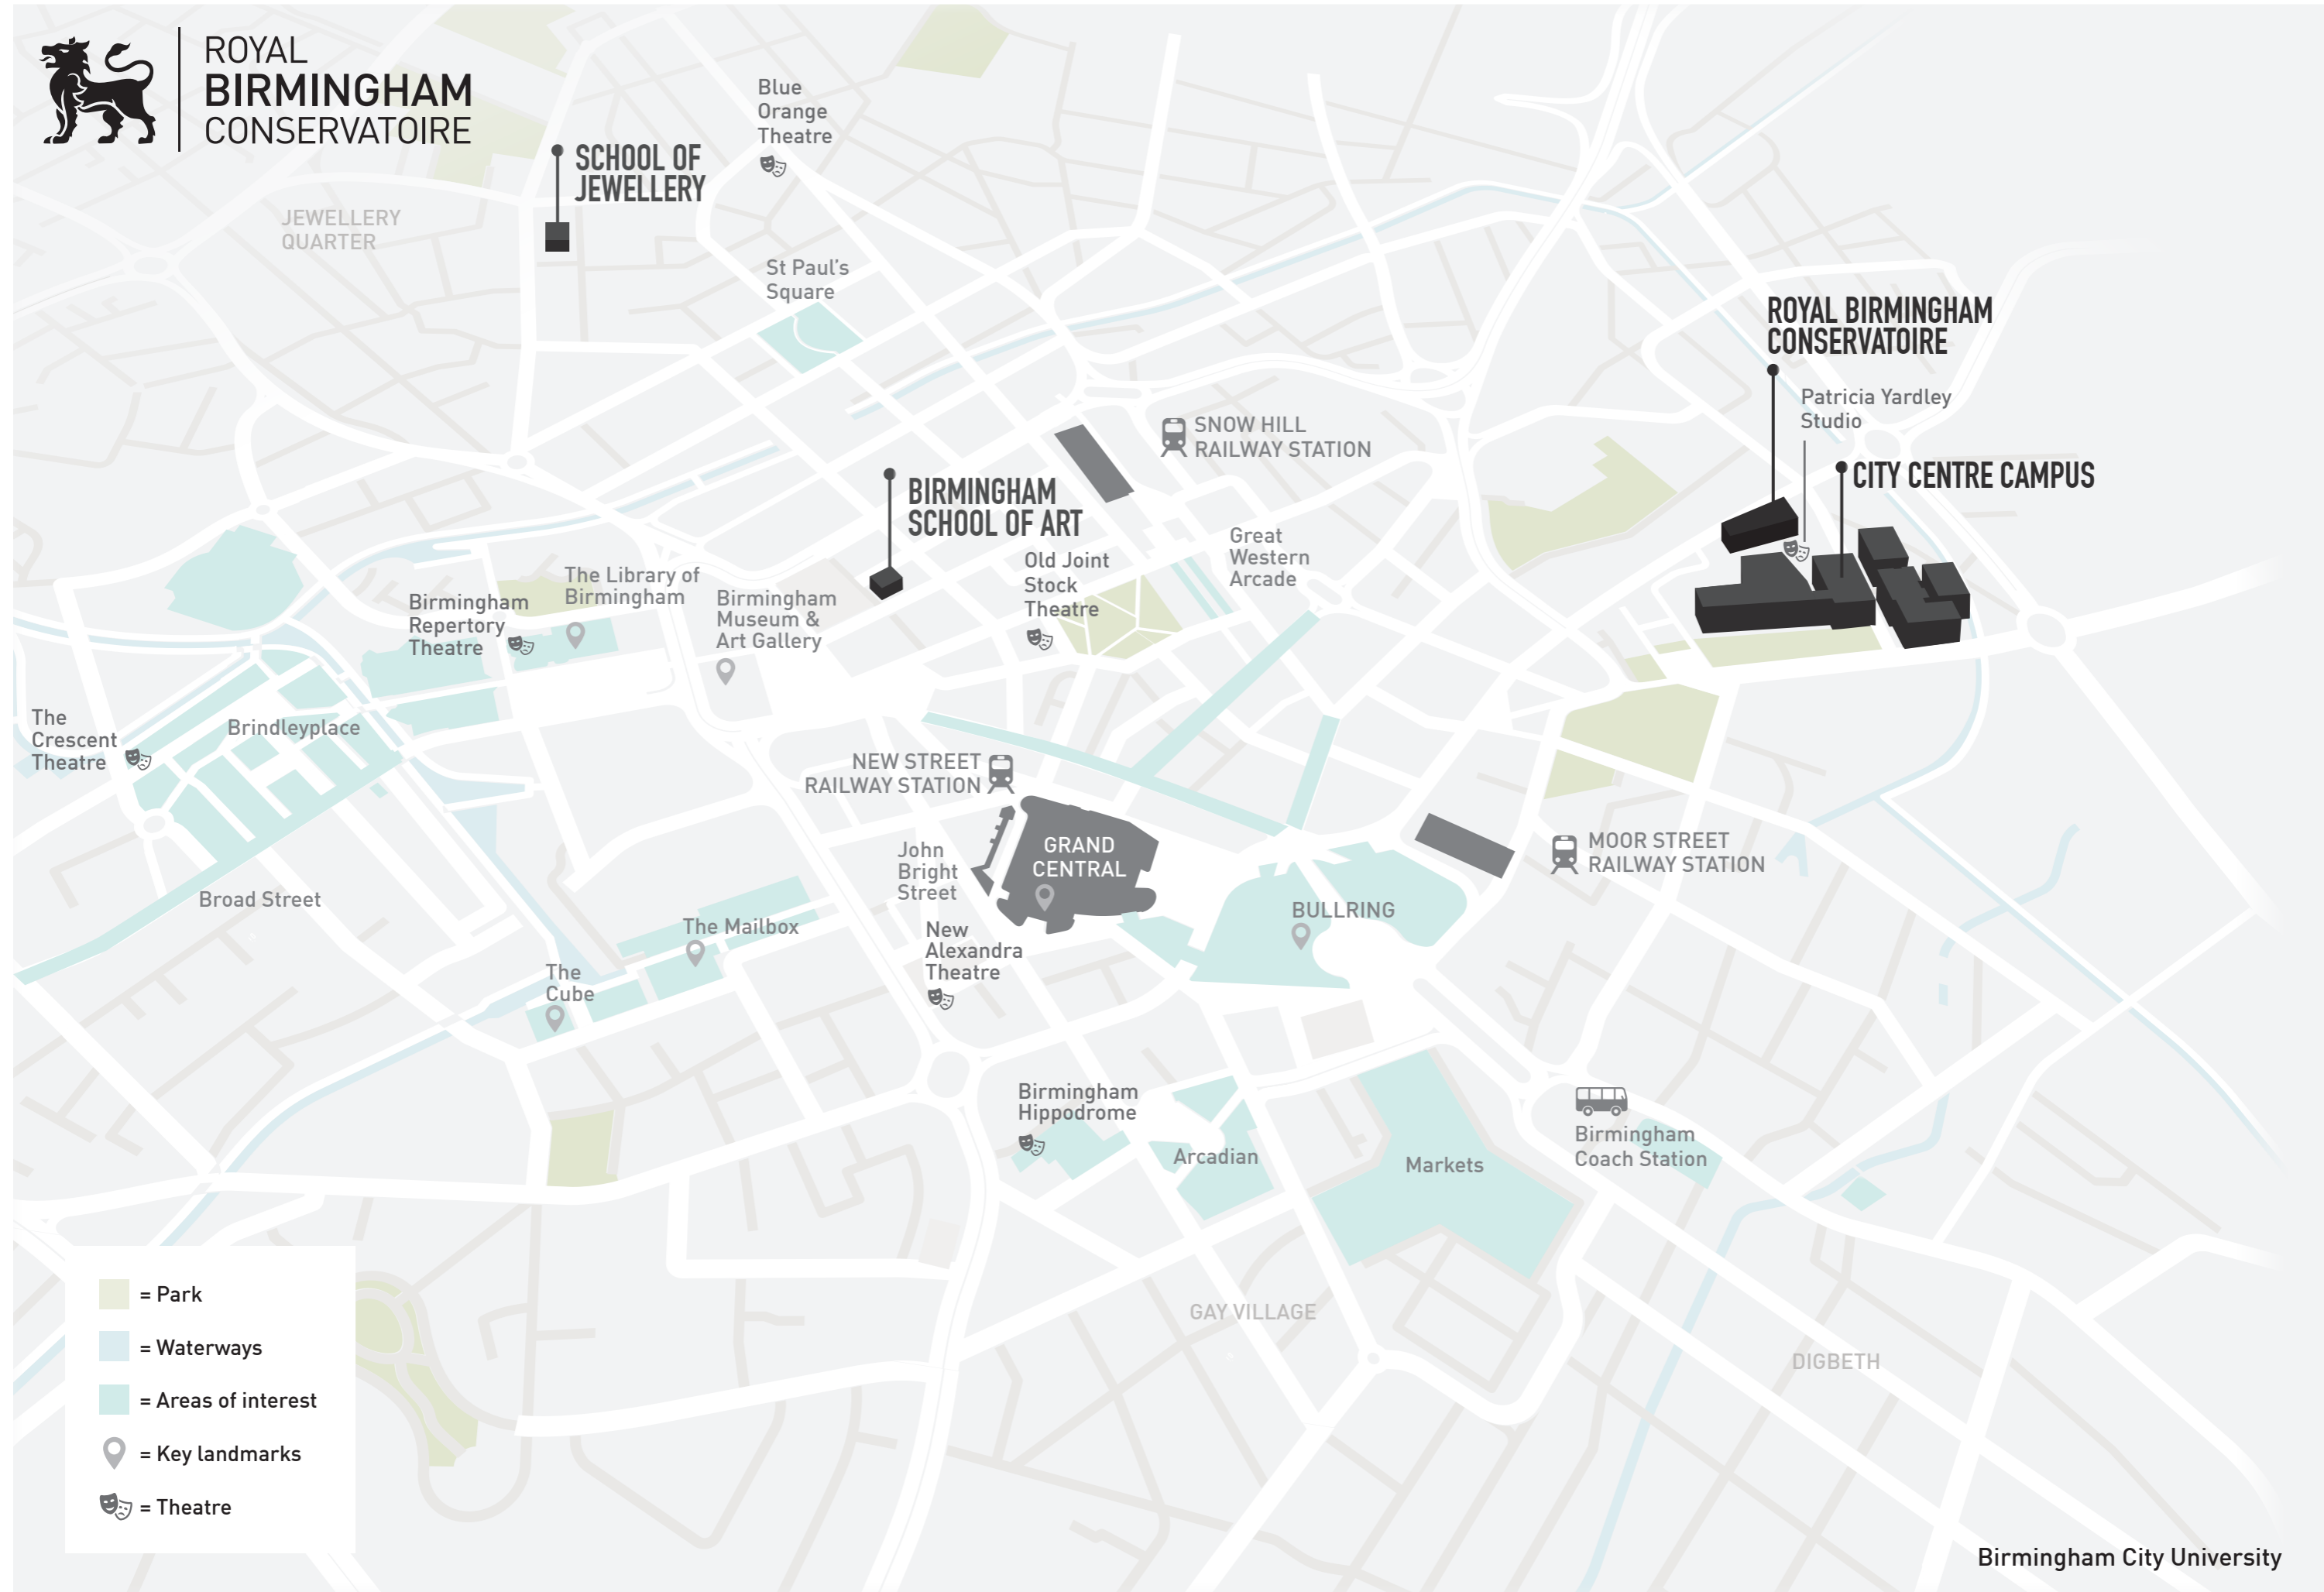 ROYAL
BIRMINGHAM
CONSERVATOIRE
Blue
Orange
Theatre
SCHOOL OF
JEWELLERY
JEWELLERY
QUARTER
St Paul's
Square
ROYAL BIRMINGHAM
CONSERVATOIRE
Patricia Yardley
Studio
CITY CENTRE CAMPUS
SNOW HILL
RAILWAY STATION
BIRMINGHAM
SCHOOL OF ART
Great
Western
Arcade
Old Joint
Stock
Theatre
The Library of
Birmingham
Birmingham
Repertory
Theatre
Birmingham
Museum &
Art Gallery
The
Crescent
Theatre
Brindleyplace
NEW STREET
RAILWAY STATION
GRAND
CENTRAL
John
Bright
Street
MOOR STREET
RAILWAY STATION
Broad Street
The Mailbox
BULLRING
New
Alexandra
Theatre
The
Cube
Birmingham
Hippodrome
Arcadian
Markets
Birmingham
Coach Station
GAY VILLAGE
DIGBETH
= Park
= Waterways
= Areas of interest
= Key landmarks
= Theatre
Birmingham City University